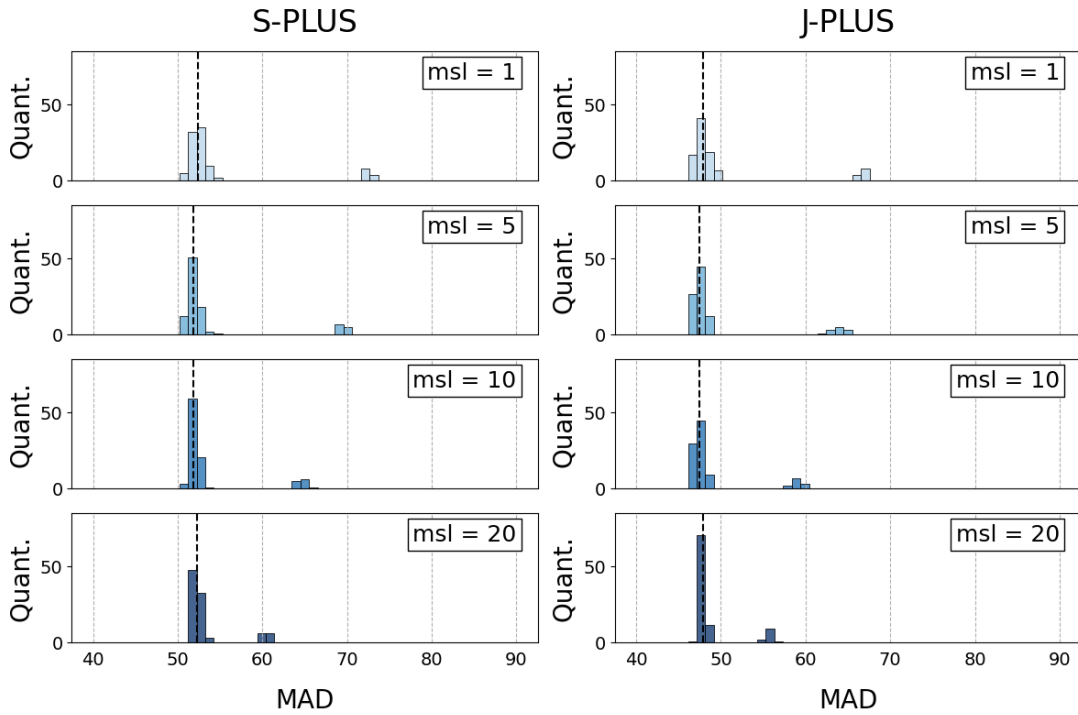 S-PLUS
J-PLUS
Quant.
50
0
msl = 1
Quant.
50
0
msl = 1
Quant.
50
0
msl = 5
Quant.
50
0
msl = 5
Quant.
50
0
msl = 10
Quant.
50
0
msl = 10
Quant.
50
0
msl = 20
Quant.
50
0
msl = 20
40 50 60 70 80 90
40 50 60 70 80 90
MAD
MAD